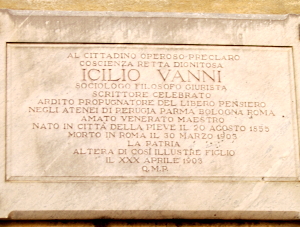 AL CITTADINO OPEROSO PRECLARO
COSCIENZA RETTA DIGNITOSA
ICILIO VANNI
SOCIOLOGO FILOSOFO GIURISTA
SCRITTORE CELEBRATO
ARDITO PROPUGNATOR DEL LIBERO PENSIERO
NEGLI ATENEI DI PERUGIA PARMA BOLOGNA ROMA
AMATO VENERATO MAESTRO
NATO IN CITTÀ DELLA PIEVE IL 20 AGOSTO 1855
MORTO IN ROMA IL 30 MARZO 1903
LA PATRIA
ALTERA DI COSÌ ILLUSTRE FIGLIO
IL XXX APRILE 1903
Q.M.P.